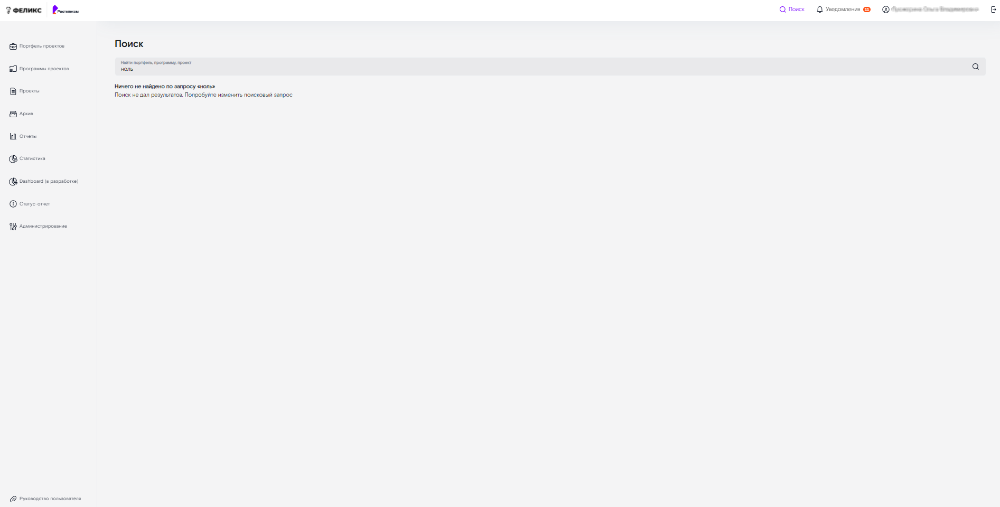 ФЕЛИКС
Ростелеком
Поиск
Уведомления 11
Портфель проектов
Программы проектов
Проекты
Архив
Отчеты
Статистика
Dashboard (в разработке)
Статус-отчет
Администрирование
Руководство пользователя
Поиск
Найти портфель, программу, проект
ноль
Ничего не найдено по запросу «ноль»
Поиск не дал результатов. Попробуйте изменить поисковый запрос